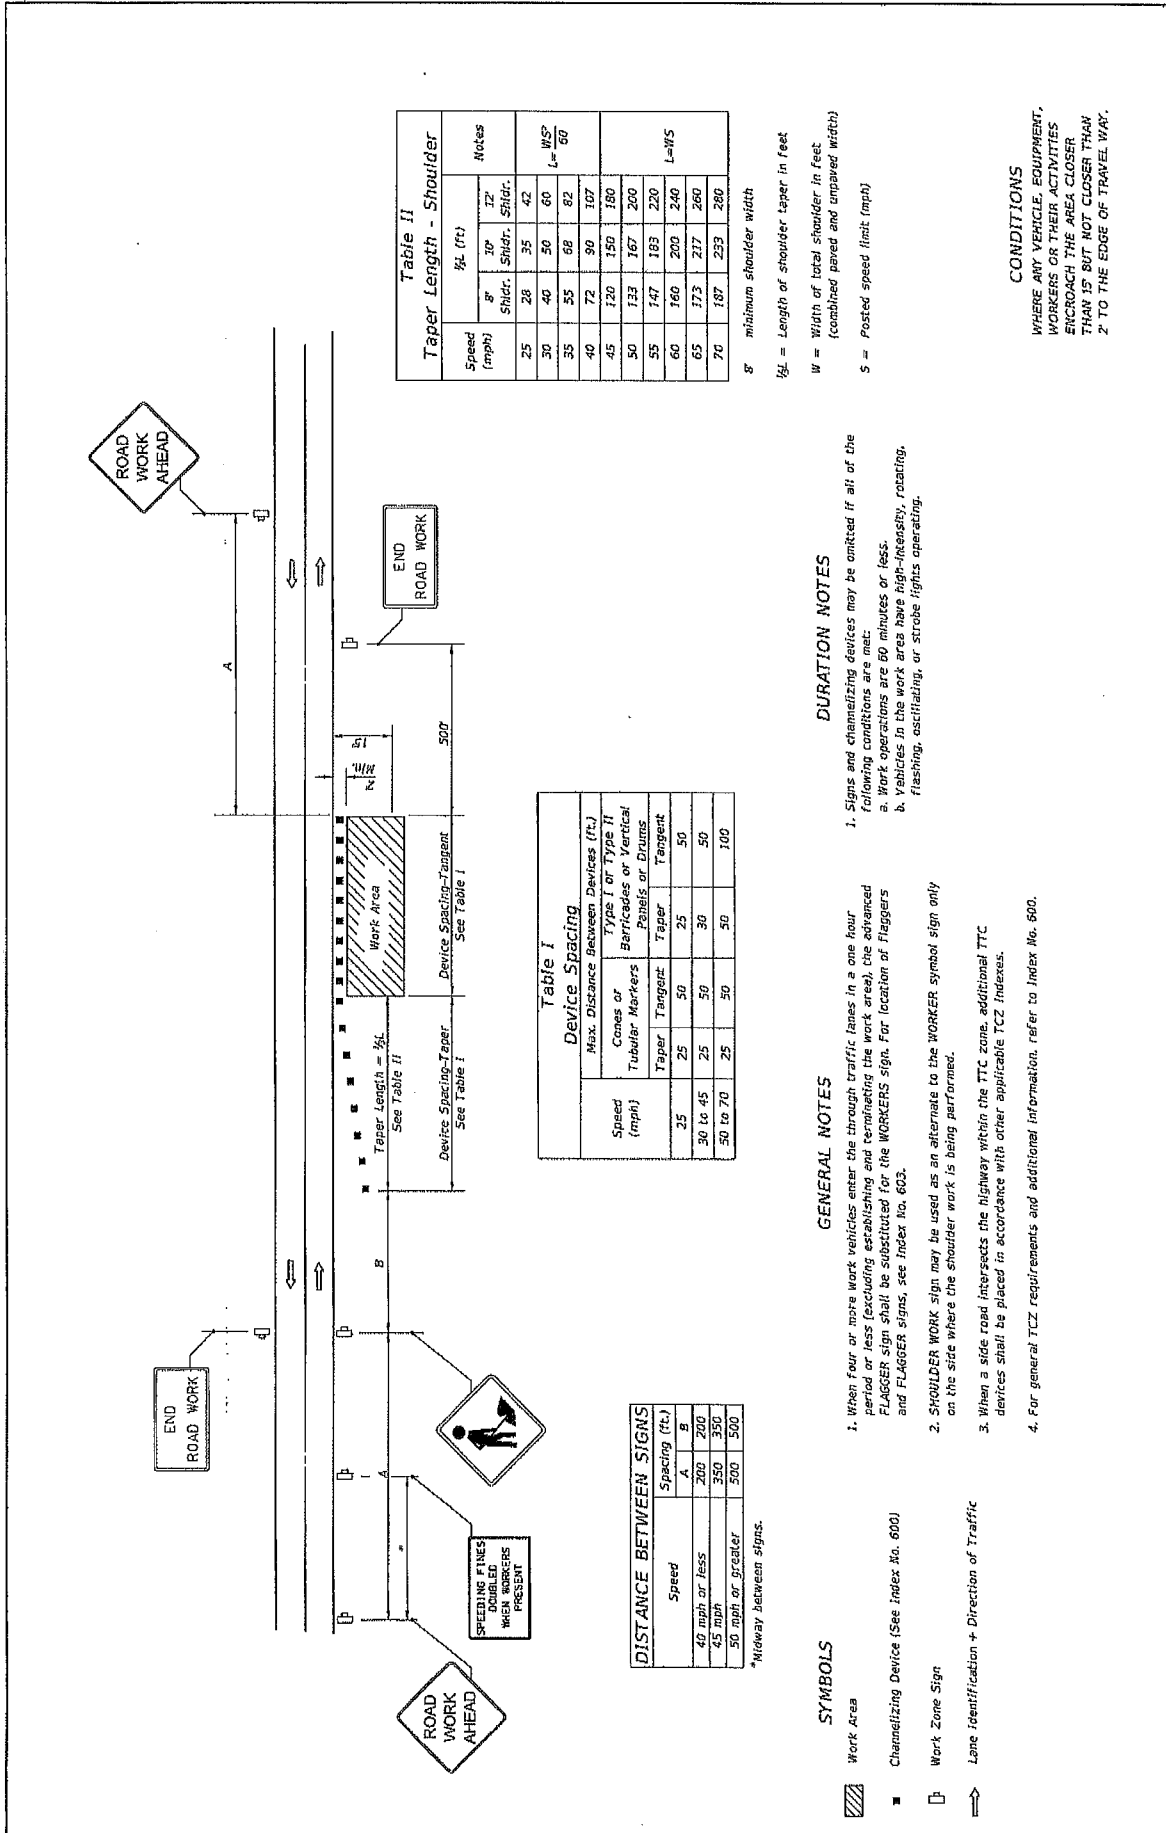 ROAD
WORK
AHEAD
A
END
ROAD WORK
END
ROAD WORK
ROAD
WORK
AHEAD
SPEEDING FINES
DOUBLED
WHEN WORKERS
PRESENT
*
A
B
Taper Length = ⅓L
See Table II
Device Spacing-Taper
See Table I
Work Area
Device Spacing-Tangent
See Table I
2' Min.
15'
500'
Table II
Taper Length - Shoulder
Speed (mph) ⅓L (ft) Notes
8' Shldr. 10' Shldr. 12' Shldr.
25 28 35 42
30 40 50 60 L= WS² / 60
35 55 68 82
40 72 90 107
45 120 150 180
50 133 167 200
55 147 183 220
60 160 200 240 L=WS
65 173 217 260
70 187 233 280
8' minimum shoulder width
⅓L = Length of shoulder taper in feet
W = Width of total shoulder in feet
(combined paved and unpaved width)
S = Posted speed limit (mph)
Table I
Device Spacing
Max. Distance Between Devices (ft.)
Speed (mph)
Cones or Tubular Markers
Type I or Type II Barricades or Vertical Panels or Drums
Taper Tangent Taper Tangent
25 25 50 25 50
30 to 45 25 50 30 50
50 to 70 25 50 50 100
DISTANCE BETWEEN SIGNS
Speed Spacing (ft.)
A B
40 mph or less 200 200
45 mph 350 350
50 mph or greater 500 500
*Midway between signs.
SYMBOLS
Work Area
Channelizing Device (See Index No. 600)
Work Zone Sign
Lane Identification + Direction of Traffic
GENERAL NOTES
1. When four or more work vehicles enter the through traffic lanes in a one hour
period or less (excluding establishing and terminating the work area), the advanced
FLAGGER sign shall be substituted for the WORKERS sign. For location of flaggers
and FLAGGER signs, see Index No. 603.
2. SHOULDER WORK sign may be used as an alternate to the WORKER symbol sign only
on the side where the shoulder work is being performed.
3. When a side road intersects the highway within the TTC zone, additional TTC
devices shall be placed in accordance with other applicable TCZ Indexes.
4. For general TCZ requirements and additional information, refer to Index No. 600.
DURATION NOTES
1. Signs and channelizing devices may be omitted if all of the
following conditions are met:
a. Work operations are 60 minutes or less.
b. Vehicles in the work area have high-intensity, rotating,
flashing, oscillating, or strobe lights operating.
CONDITIONS
WHERE ANY VEHICLE, EQUIPMENT,
WORKERS OR THEIR ACTIVITIES
ENCROACH THE AREA CLOSER
THAN 15' BUT NOT CLOSER THAN
2' TO THE EDGE OF TRAVEL WAY.